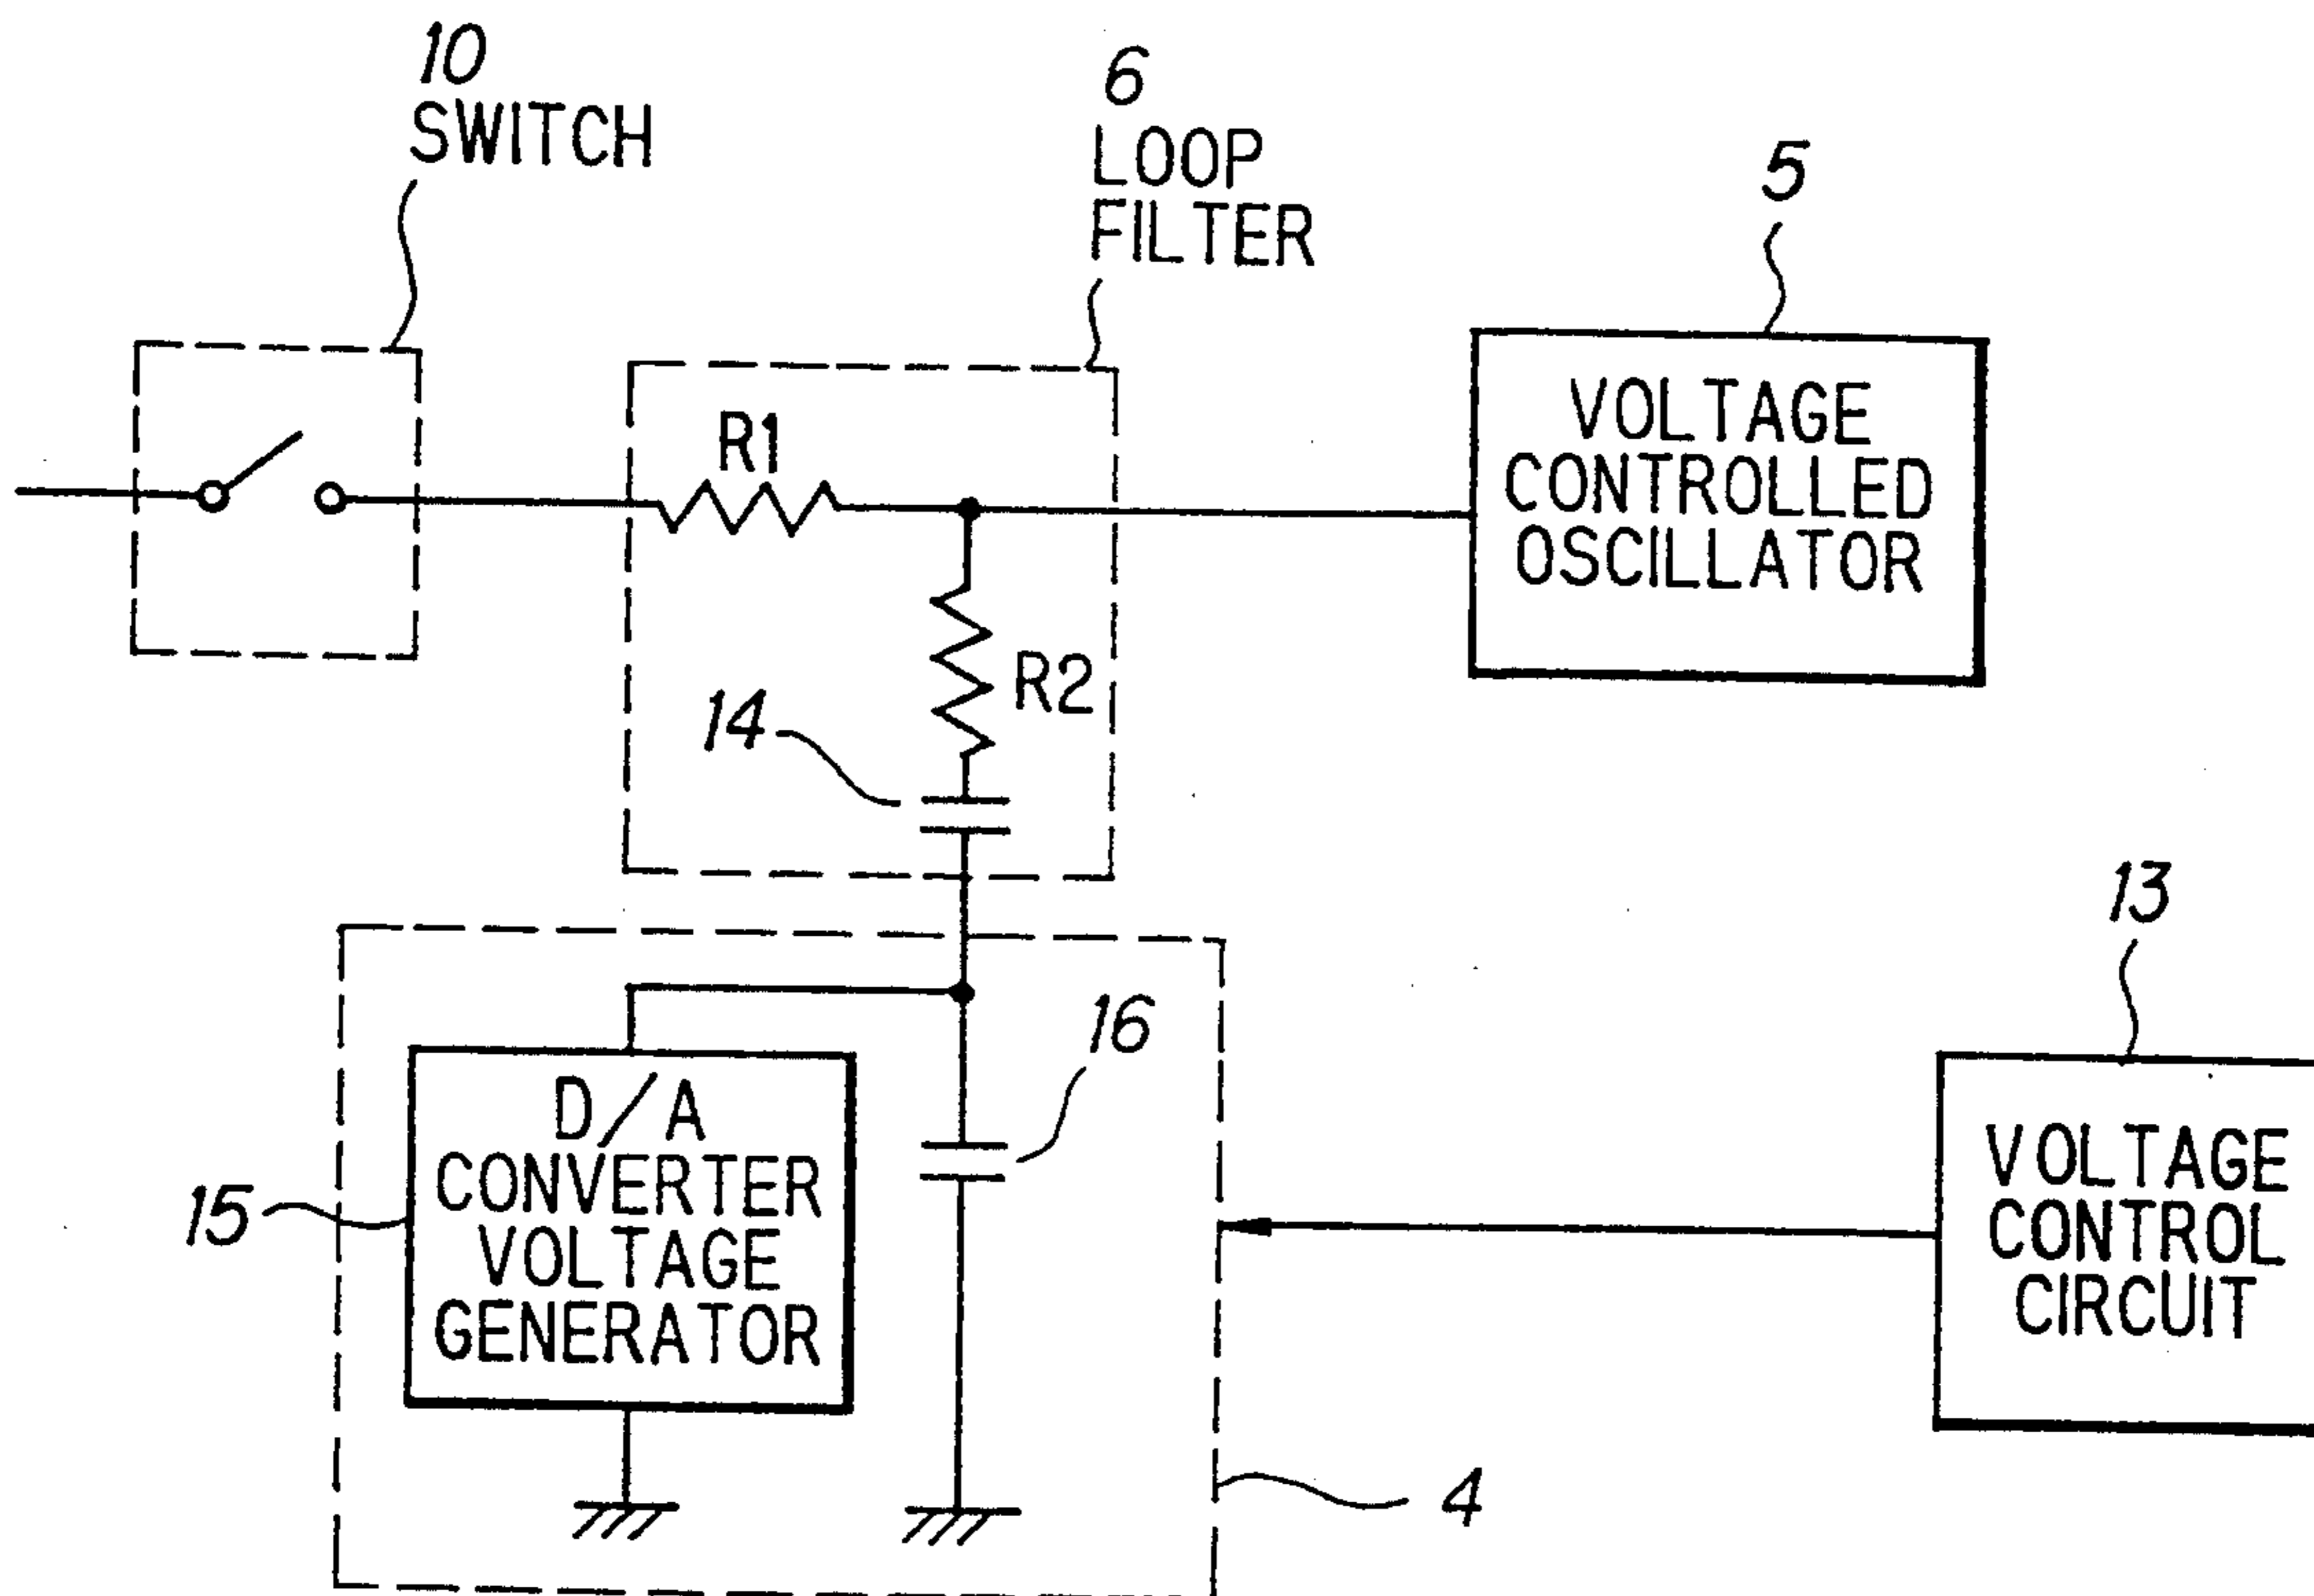 10
SWITCH
6
LOOP
FILTER
5
VOLTAGE
CONTROLLED
OSCILLATOR
R1
R2
14
13
VOLTAGE
CONTROL
CIRCUIT
16
D/A
CONVERTER
VOLTAGE
GENERATOR
15
4